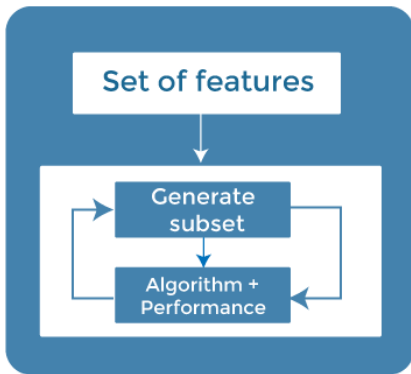 Set of features
Generate
subset
Algorithm +
Performance